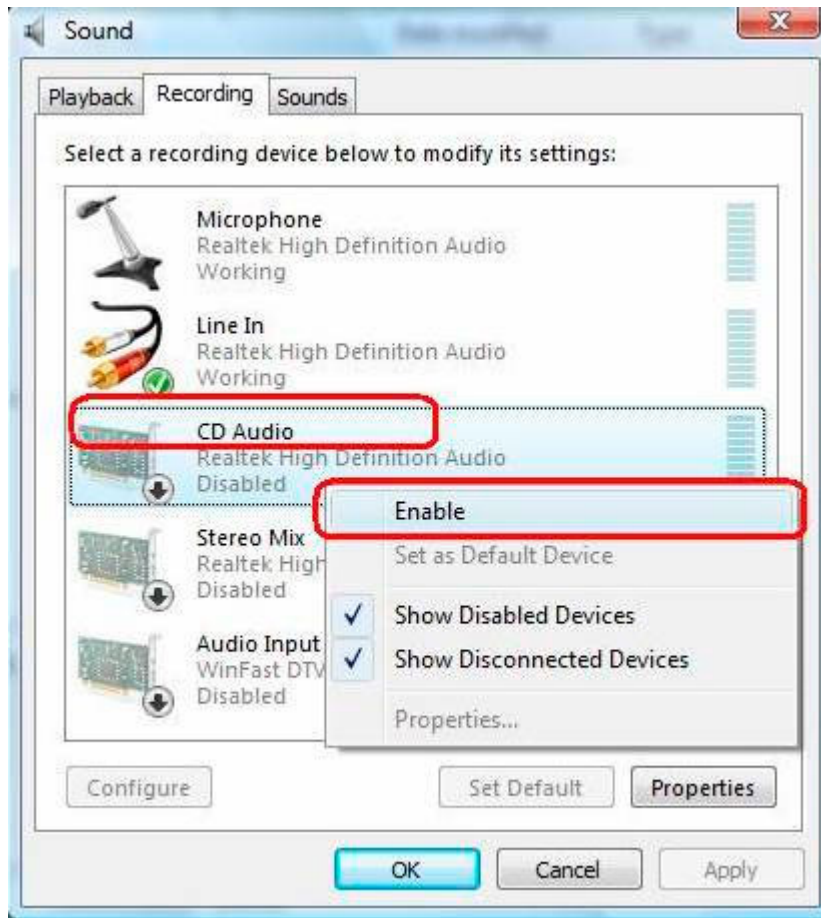 Sound
Playback Recording Sounds
Select a recording device below to modify its settings:
Microphone
Realtek High Definition Audio
Working
Line In
Realtek High Definition Audio
Working
CD Audio
Realtek High Definition Audio
Disabled
Enable
Stereo Mix
Realtek High
Disabled
Set as Default Device
Show Disabled Devices
Audio Input
WinFast DTV
Disabled
Show Disconnected Devices
Properties...
Configure Set Default Properties
OK Cancel Apply